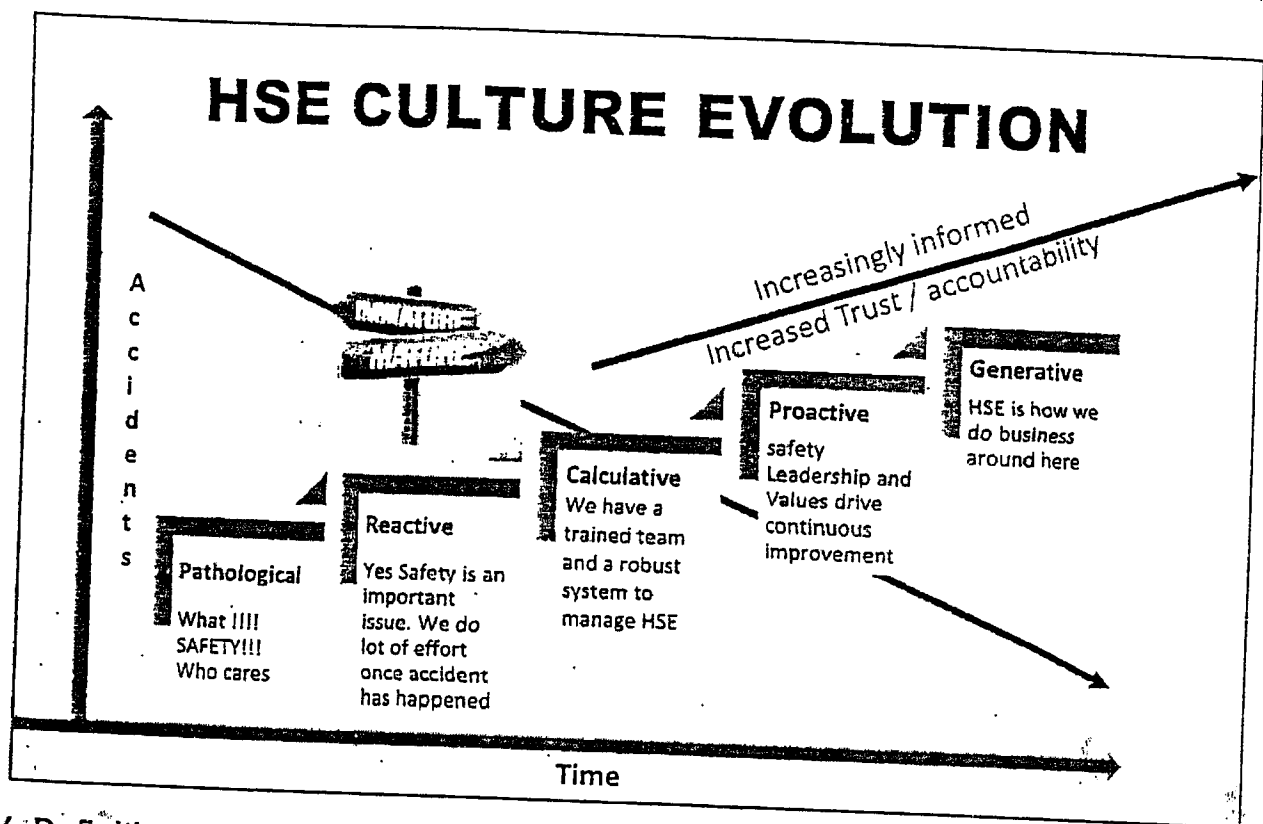 HSE CULTURE EVOLUTION
Accidents
Increasingly informed
Increased Trust / accountability
Pathological
What !!!!
SAFETY!!!
Who cares
Reactive
Yes Safety is an
important
issue. We do
lot of effort
once accident
has happened
Calculative
We have a
trained team
and a robust
system to
manage HSE
Proactive
safety
Leadership and
Values drive
continuous
improvement
Generative
HSE is how we
do business
around here
Time